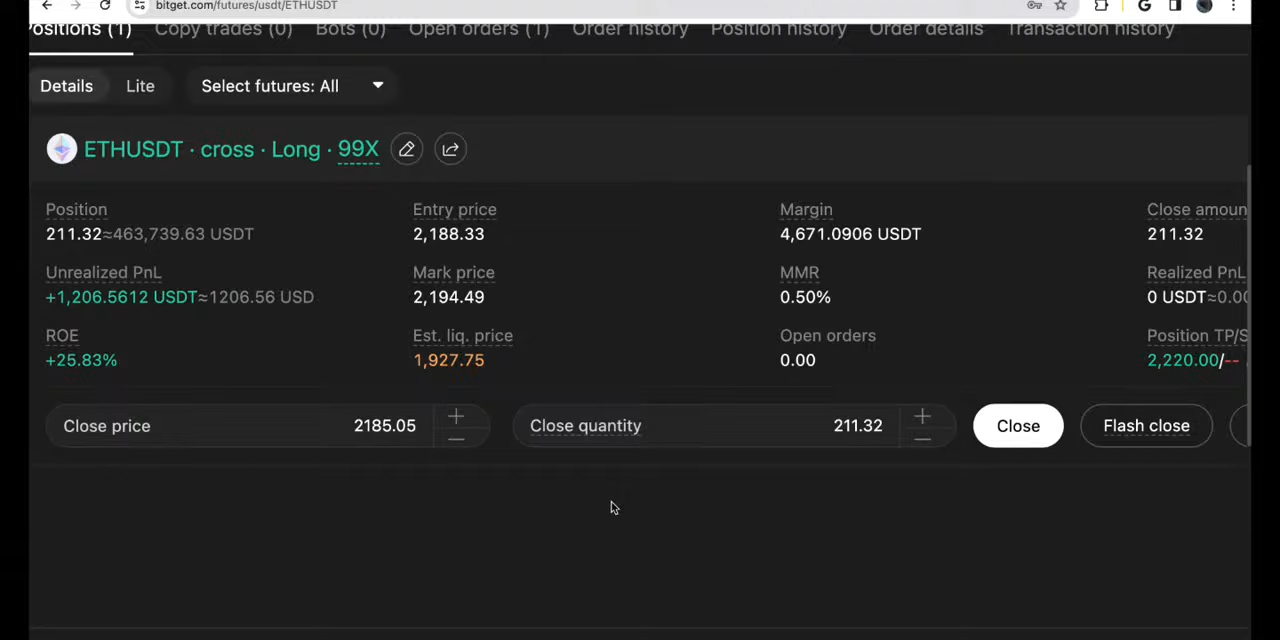 bitget.com/futures/usdt/ETHUSDT
Positions (1) Copy trades (0) Bots (0) Open orders (1) Order history Position history Order details Transaction history
Details Lite Select futures: All
ETHUSDT · cross · Long · 99X
Position Entry price Margin Close amoun
211.32≈463,739.63 USDT 2,188.33 4,671.0906 USDT 211.32
Unrealized PnL Mark price MMR Realized PnL
+1,206.5612 USDT≈1206.56 USD 2,194.49 0.50% 0 USDT≈0.00
ROE Est. liq. price Open orders Position TP/S
+25.83% 1,927.75 0.00 2,220.00/--
Close price 2185.05 + − Close quantity 211.32 + − Close Flash close